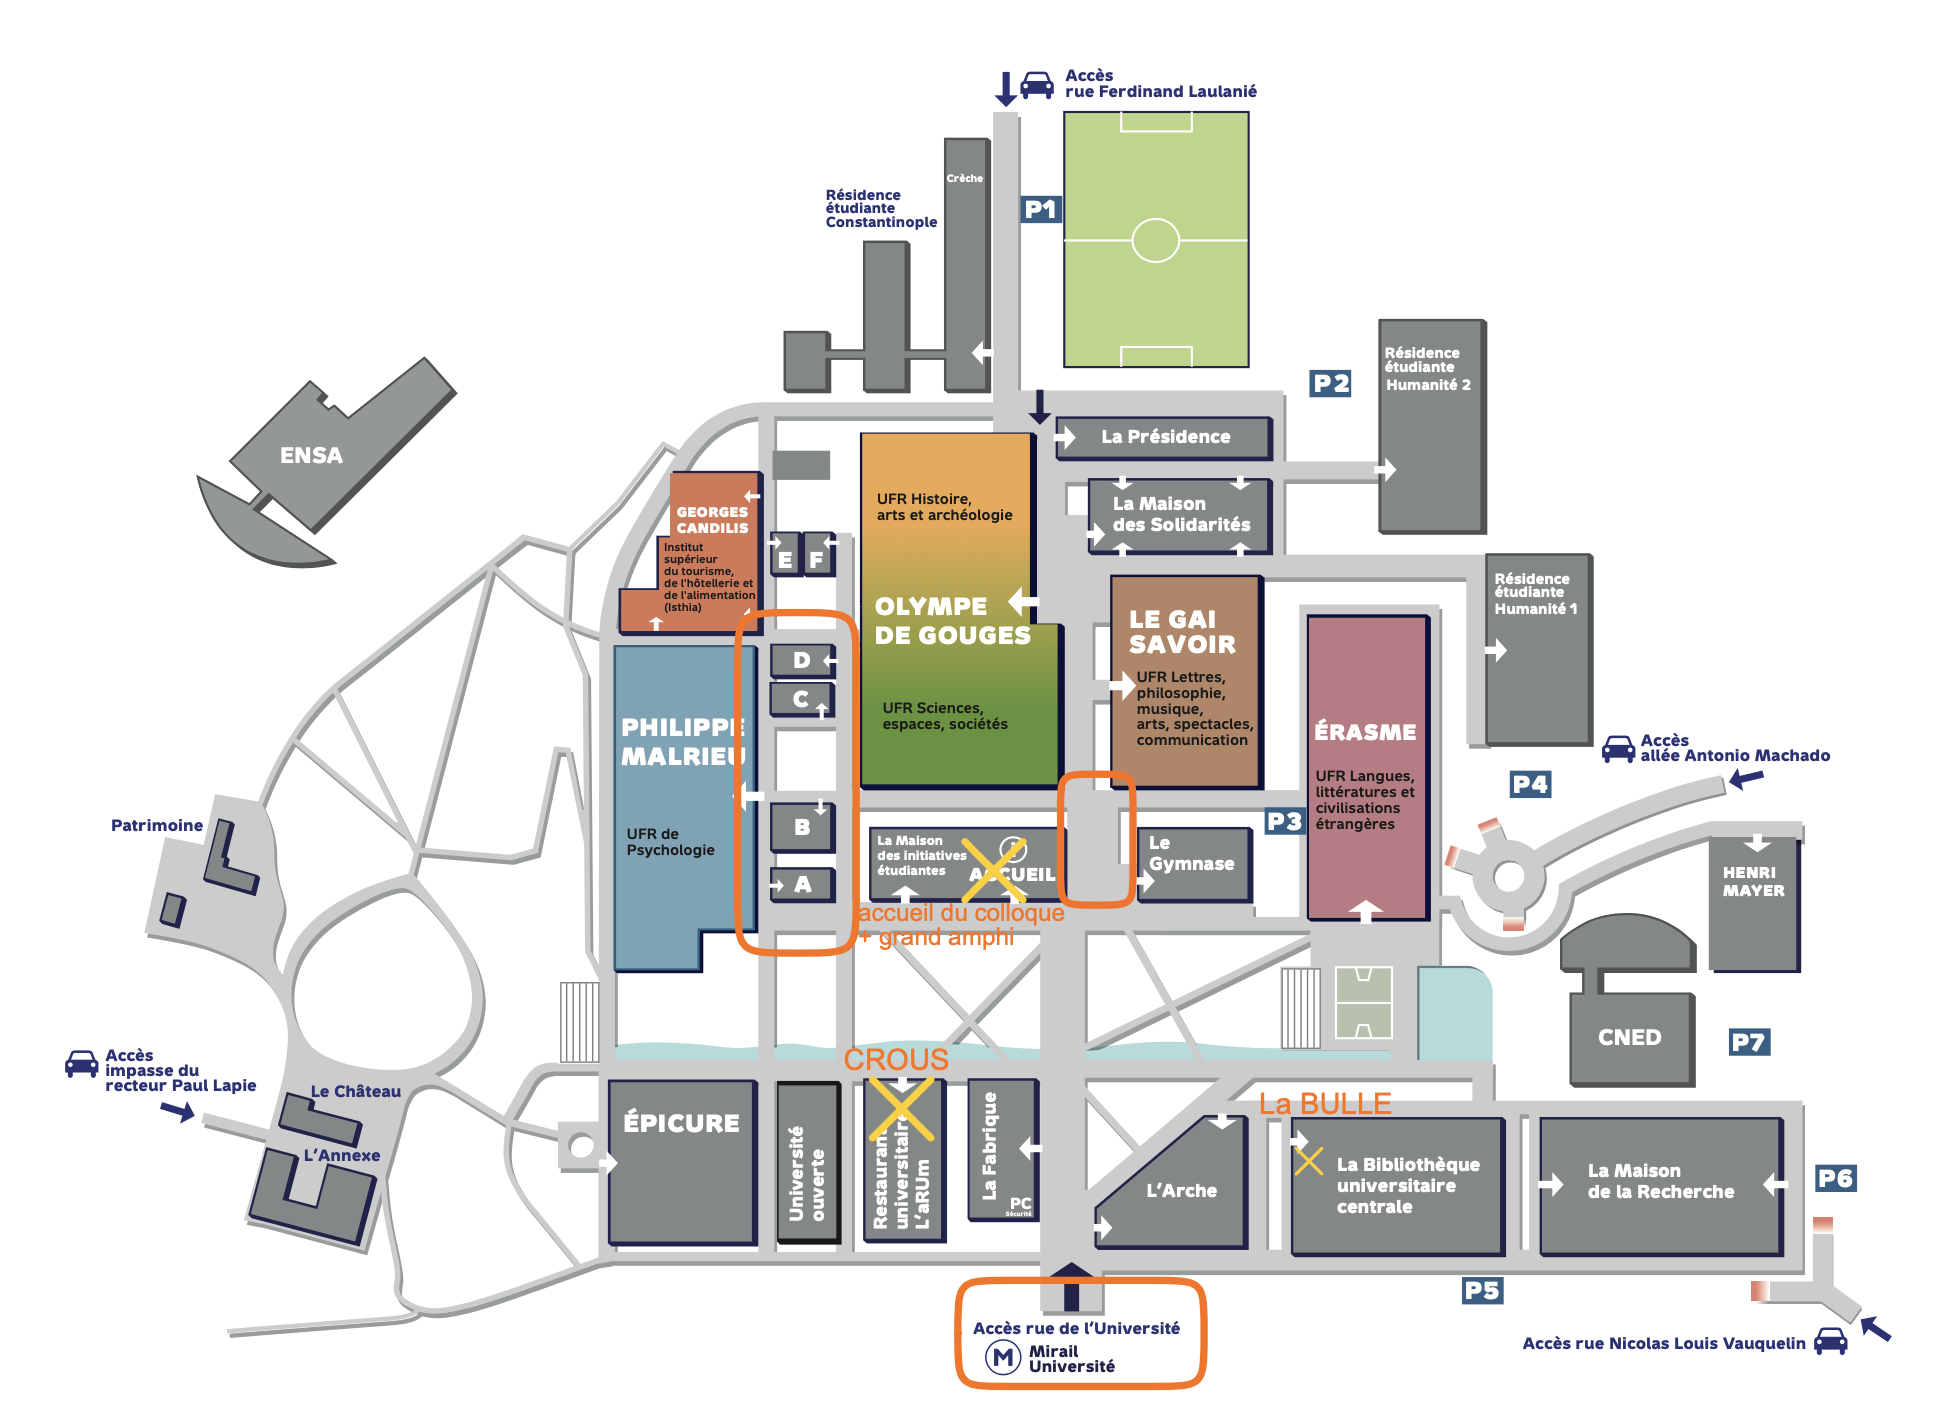 Accès
rue Ferdinand Laulanié
Crèche
Résidence
étudiante
Constantinople
P1
Résidence
étudiante
Humanité 2
P2
La Présidence
ENSA
UFR Histoire,
arts et archéologie
La Maison
des Solidarités
GEORGES
CANDILIS
Institut
supérieur
du tourisme,
de l'hôtellerie et
de l'alimentation
(Isthia)
E
F
OLYMPE
DE GOUGES
LE GAI
SAVOIR
UFR Lettres,
philosophie,
musique,
arts, spectacles,
communication
Résidence
étudiante
Humanité 1
D
C
UFR Sciences,
espaces, sociétés
PHILIPPE
MALRIEU
ÉRASME
UFR Langues,
littératures et
civilisations
étrangères
Accès
allée Antonio Machado
P4
UFR de
Psychologie
B
A
La Maison
des initiatives
étudiantes
i
ACCUEIL
Le
Gymnase
P3
Patrimoine
HENRI
MAYER
accueil du colloque
+ grand amphi
CNED
P7
CROUS
Accès
impasse du
recteur Paul Lapie
Le Château
L'Annexe
ÉPICURE
Université
ouverte
Restaurant
universitaire
L'aRUm
La Fabrique
PC
Sécurité
L'Arche
La BULLE
La Bibliothèque
universitaire
centrale
La Maison
de la Recherche
P6
P5
Accès rue de l'Université
M
Mirail
Université
Accès rue Nicolas Louis Vauquelin